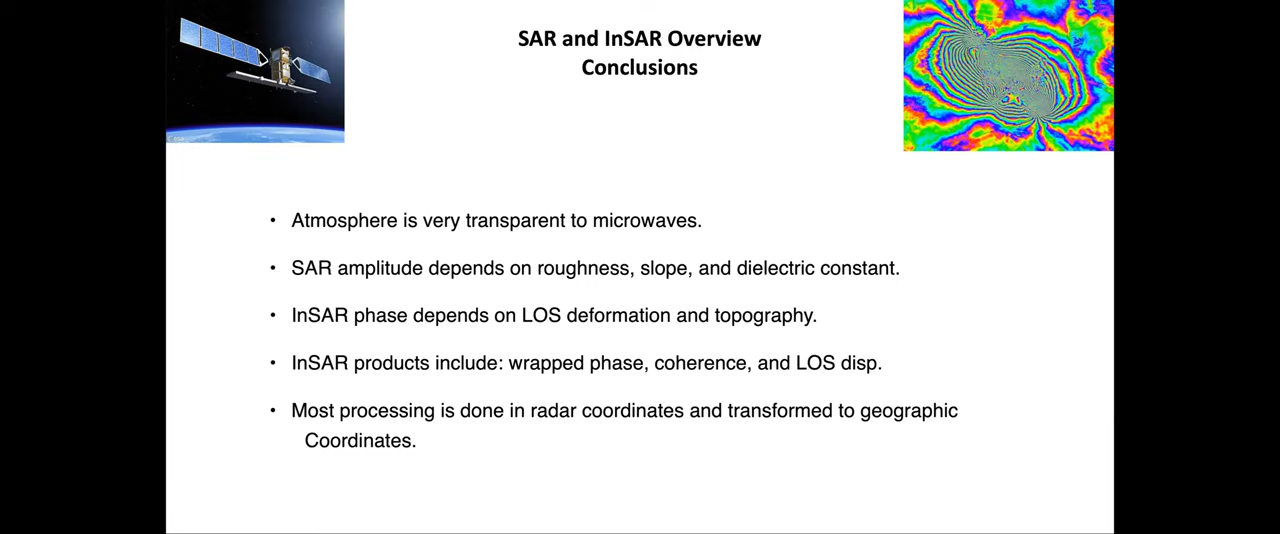 SAR and InSAR Overview
Conclusions
• Atmosphere is very transparent to microwaves.
• SAR amplitude depends on roughness, slope, and dielectric constant.
• InSAR phase depends on LOS deformation and topography.
• InSAR products include: wrapped phase, coherence, and LOS disp.
• Most processing is done in radar coordinates and transformed to geographic
Coordinates.